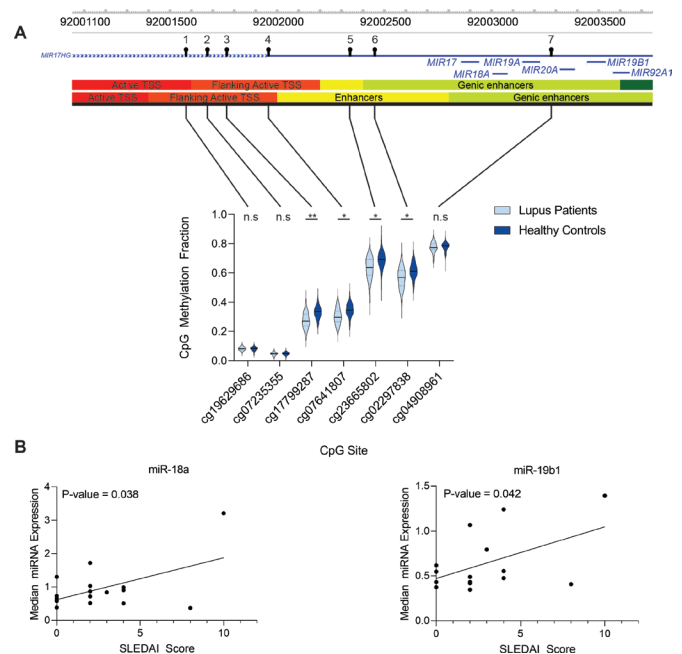 A
92001100 92001500 92002000 92002500 92003000 92003500
1 2 3 4 5 6 7
MIR17HG
MIR17 MIR19A MIR19B1
MIR18A MIR20A MIR92A1
Active TSS Flanking Active TSS Genic enhancers
Active TSS Flanking Active TSS Enhancers Genic enhancers
n.s n.s ** * * * n.s
Lupus Patients
Healthy Controls
CpG Methylation Fraction
1.0
0.8
0.6
0.4
0.2
0.0
cg19629686
cg07235355
cg17799287
cg07641807
cg23665802
cg02297838
cg04908961
CpG Site
B
miR-18a
P-value = 0.038
Median miRNA Expression
4
3
2
1
0
0 5 10
SLEDAI Score
miR-19b1
P-value = 0.042
Median miRNA Expression
1.5
1.0
0.5
0.0
0 5 10
SLEDAI Score